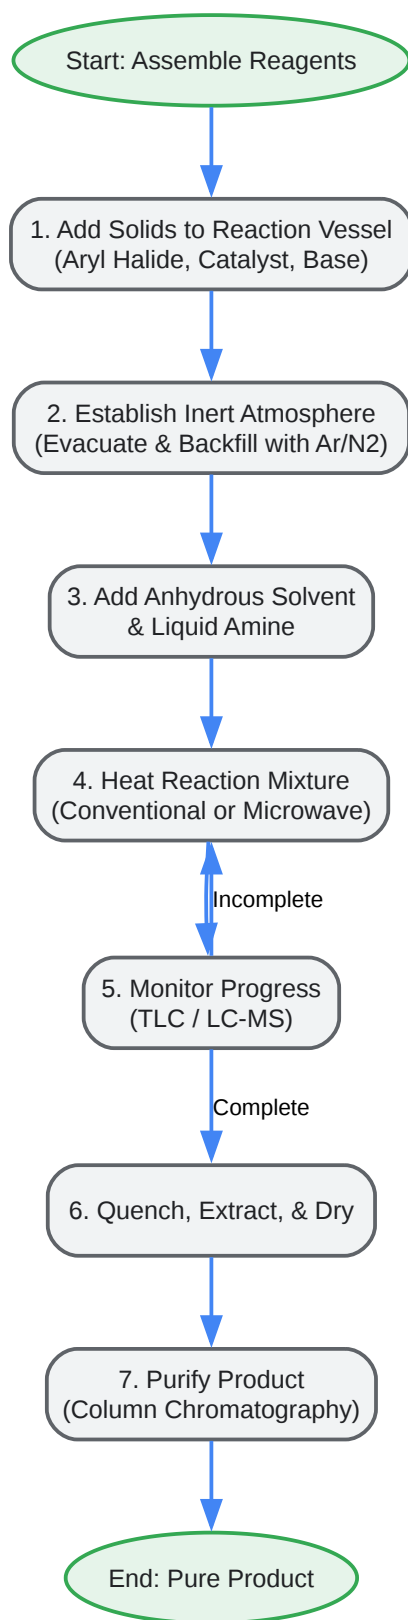 Start: Assemble Reagents
1. Add Solids to Reaction Vessel
(Aryl Halide, Catalyst, Base)
2. Establish Inert Atmosphere
(Evacuate & Backfill with Ar/N2)
3. Add Anhydrous Solvent
& Liquid Amine
4. Heat Reaction Mixture
(Conventional or Microwave)
Incomplete
5. Monitor Progress
(TLC / LC-MS)
Complete
6. Quench, Extract, & Dry
7. Purify Product
(Column Chromatography)
End: Pure Product